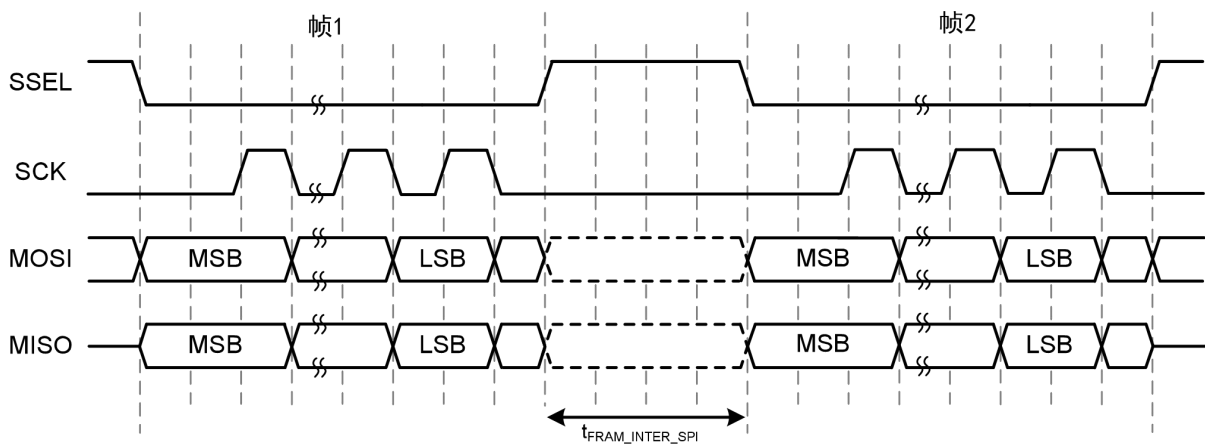 帧1 帧2
SSEL
SCK
MOSI MSB LSB MSB LSB
MISO MSB LSB MSB LSB
tFRAM_INTER_SPI